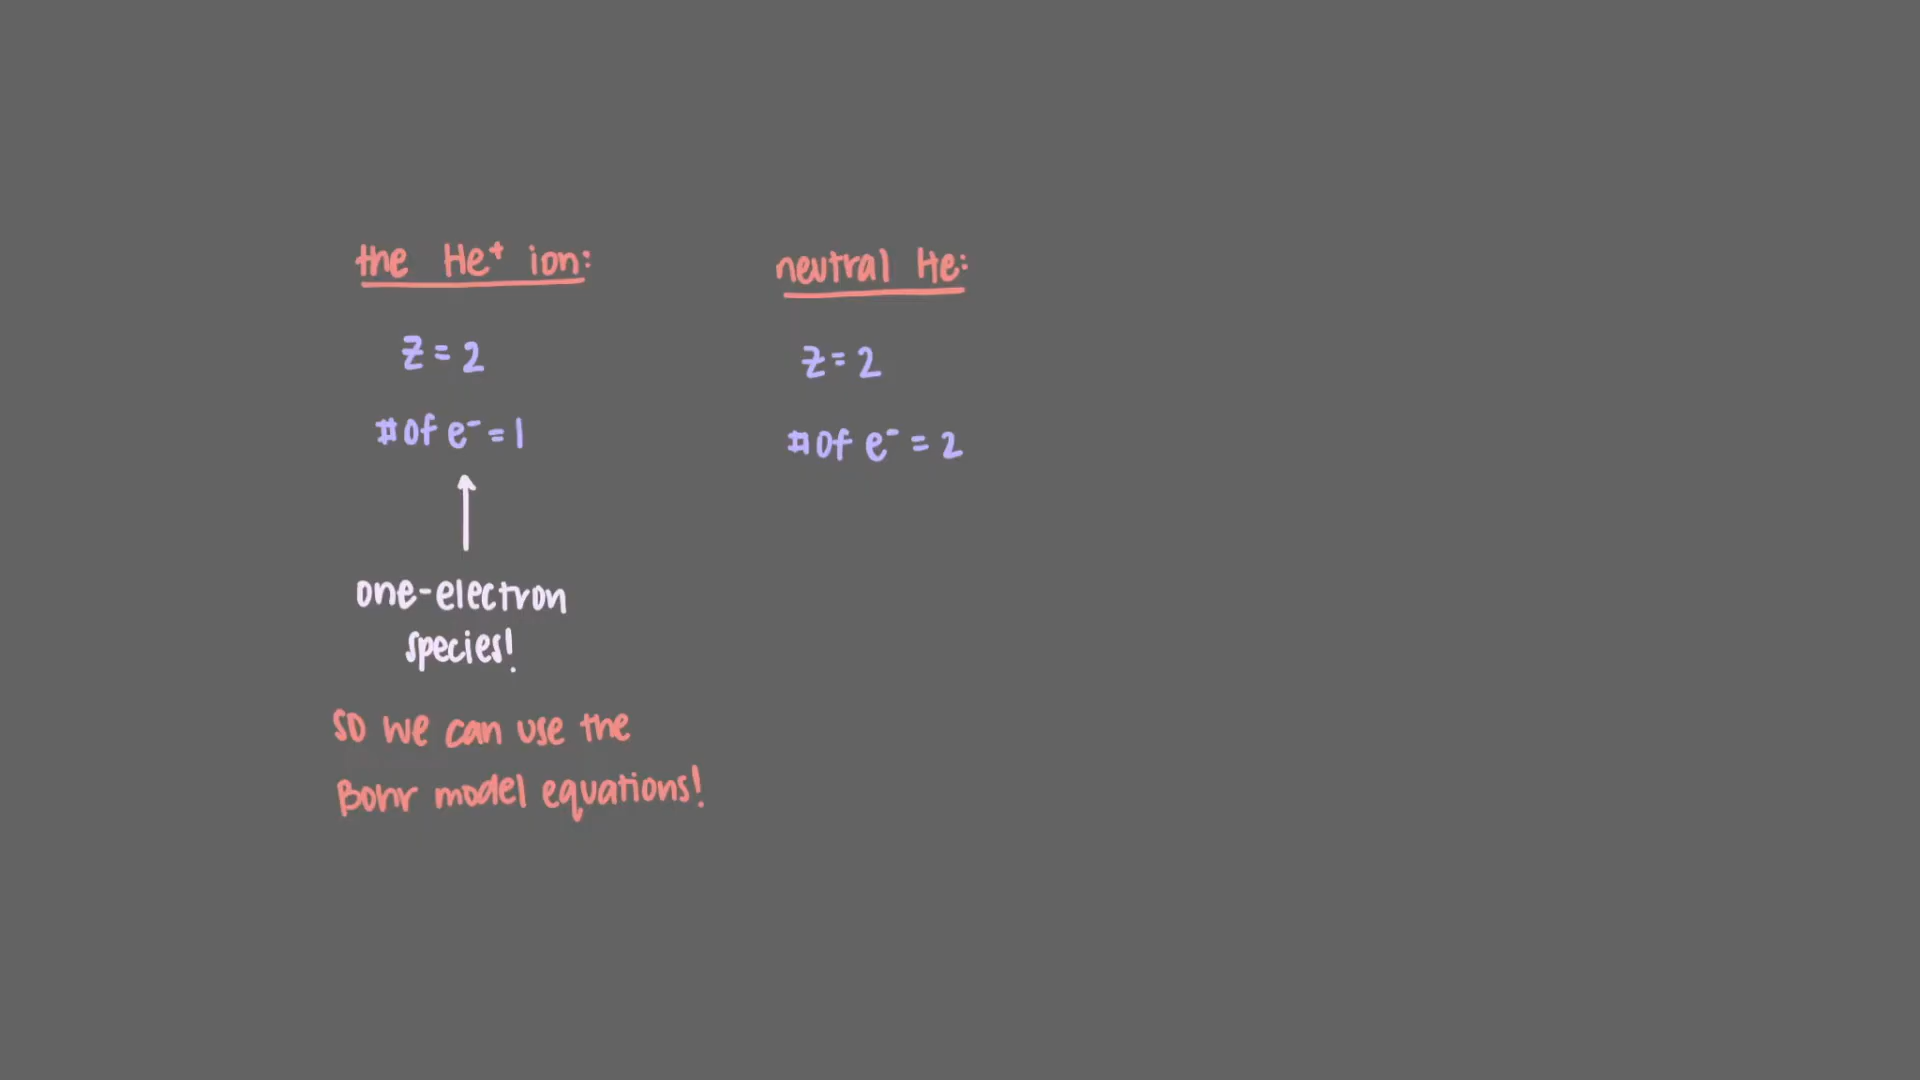 the He⁺ ion:
Z = 2
# of e⁻ = 1
one-electron
species!
so we can use the
Bohr model equations!
neutral He:
Z = 2
# of e⁻ = 2